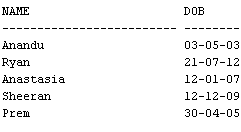 NAME DOB
------------------------ --------
Anandu 03-05-03
Ryan 21-07-12
Anastasia 12-01-07
Sheeran 12-12-09
Prem 30-04-05